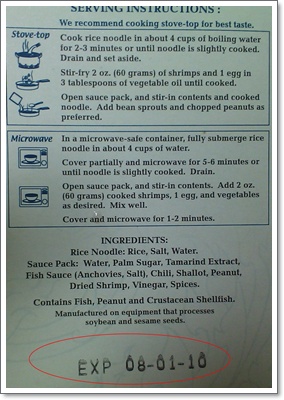 SERVING INSTRUCTIONS :
We recommend cooking stove-top for best taste.
Stove-top
Cook rice noodle in about 4 cups of boiling water
for 2-3 minutes or until noodle is slightly cooked.
Drain and set aside.
Stir-fry 2 oz. (60 grams) of shrimps and 1 egg in
3 tablespoons of vegetable oil until cooked.
Open sauce pack, and stir-in contents and cooked
noodle. Add bean sprouts and chopped peanuts as
preferred.
Microwave
In a microwave-safe container, fully submerge rice
noodle in about 4 cups of water.
Cover partially and microwave for 5-6 minutes or
until noodle is slightly cooked. Drain.
Open sauce pack, and stir-in contents. Add 2 oz.
(60 grams) cooked shrimps, 1 egg, and vegetables
as desired. Mix well.
Cover and microwave for 1-2 minutes.
INGREDIENTS:
Rice Noodle: Rice, Salt, Water.
Sauce Pack: Water, Palm Sugar, Tamarind Extract,
Fish Sauce (Anchovies, Salt), Chili, Shallot, Peanut,
Dried Shrimp, Vinegar, Spices.
Contains Fish, Peanut and Crustacean Shellfish.
Manufactured on equipment that processes
soybean and sesame seeds.
EXP 08-01-10